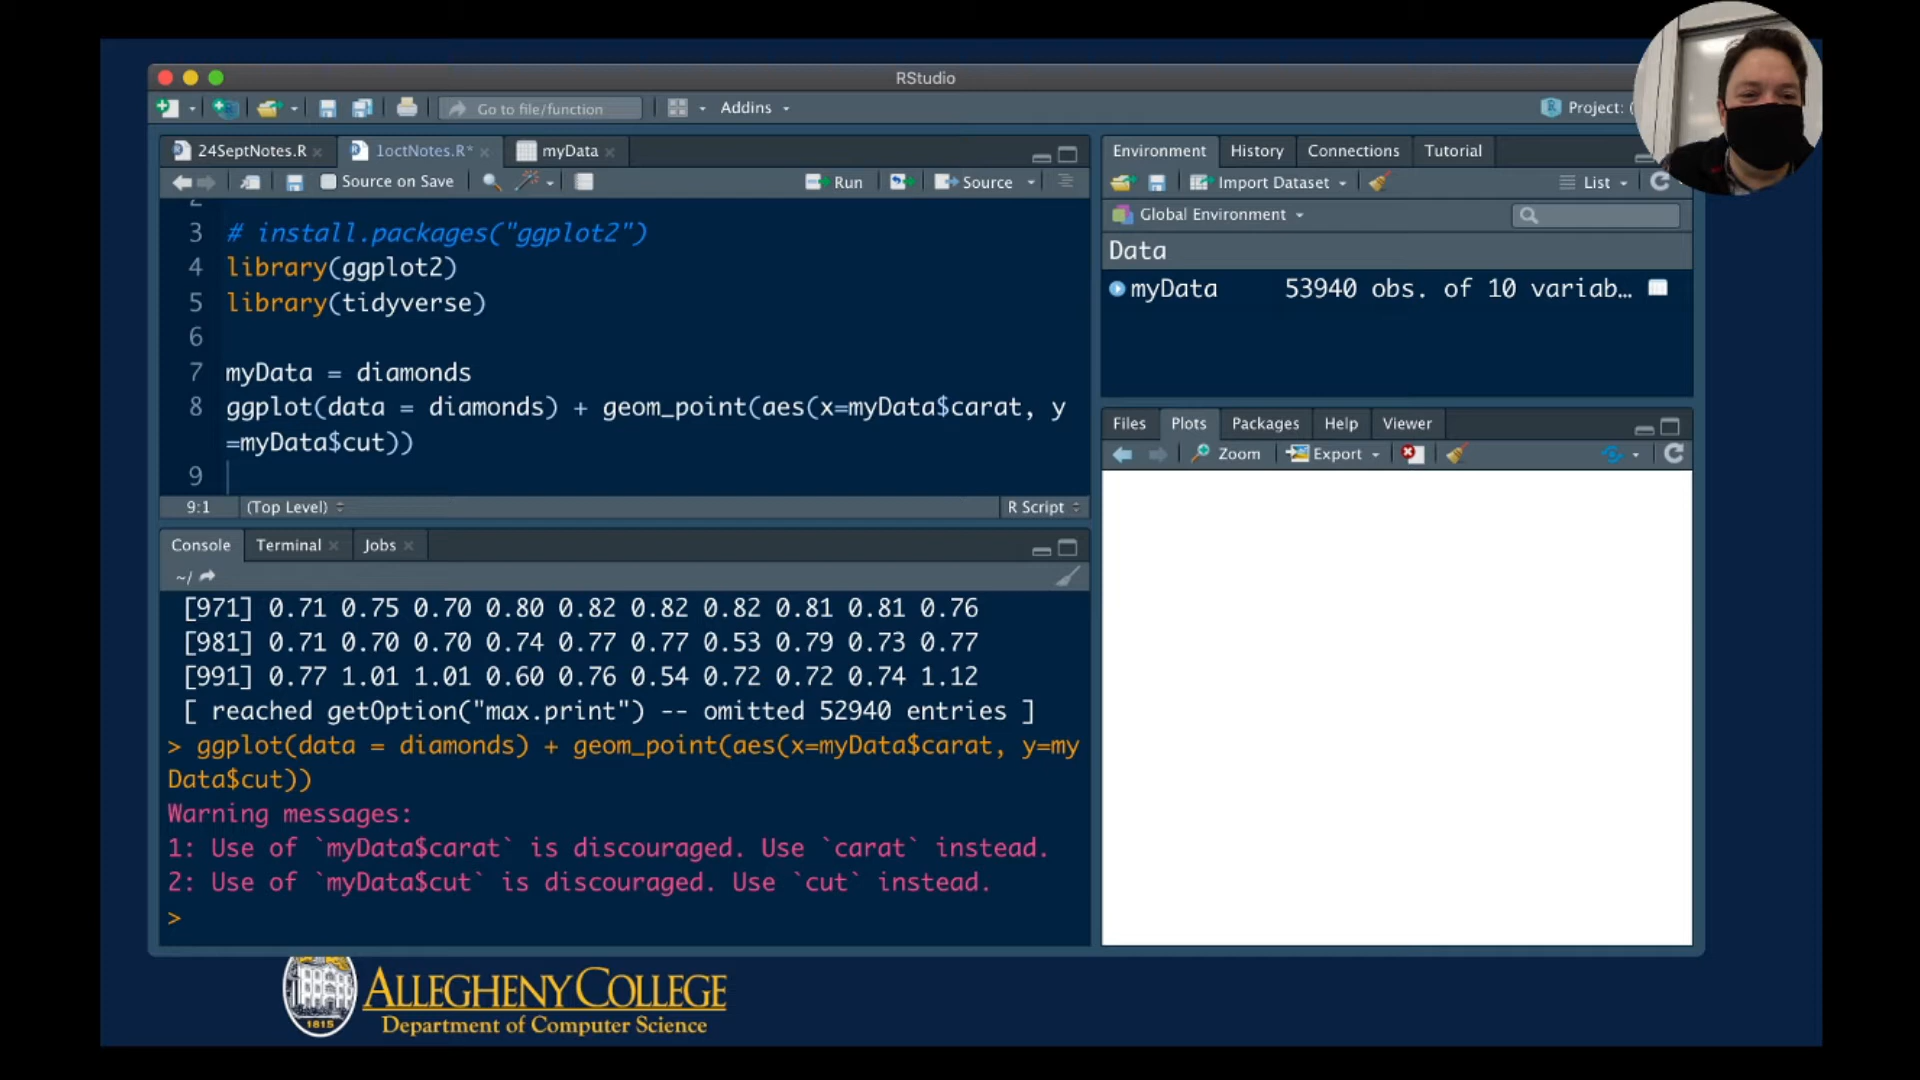 RStudio
Go to file/function
Addins
Project: (
24SeptNotes.R
1octNotes.R*
myData
Source on Save
Run
Source
3 # install.packages("ggplot2")
4 library(ggplot2)
5 library(tidyverse)
6
7 myData = diamonds
8 ggplot(data = diamonds) + geom_point(aes(x=myData$carat, y
=myData$cut))
9
9:1
(Top Level)
R Script
Console
Terminal
Jobs
~/
[971] 0.71 0.75 0.70 0.80 0.82 0.82 0.82 0.81 0.81 0.76
[981] 0.71 0.70 0.70 0.74 0.77 0.77 0.53 0.79 0.73 0.77
[991] 0.77 1.01 1.01 0.60 0.76 0.54 0.72 0.72 0.74 1.12
[ reached getOption("max.print") -- omitted 52940 entries ]
> ggplot(data = diamonds) + geom_point(aes(x=myData$carat, y=my
Data$cut))
Warning messages:
1: Use of `myData$carat` is discouraged. Use `carat` instead.
2: Use of `myData$cut` is discouraged. Use `cut` instead.
>
Environment
History
Connections
Tutorial
Import Dataset
List
Global Environment
Data
myData 53940 obs. of 10 variab…
Files
Plots
Packages
Help
Viewer
Zoom
Export
1815
ALLEGHENY COLLEGE
Department of Computer Science